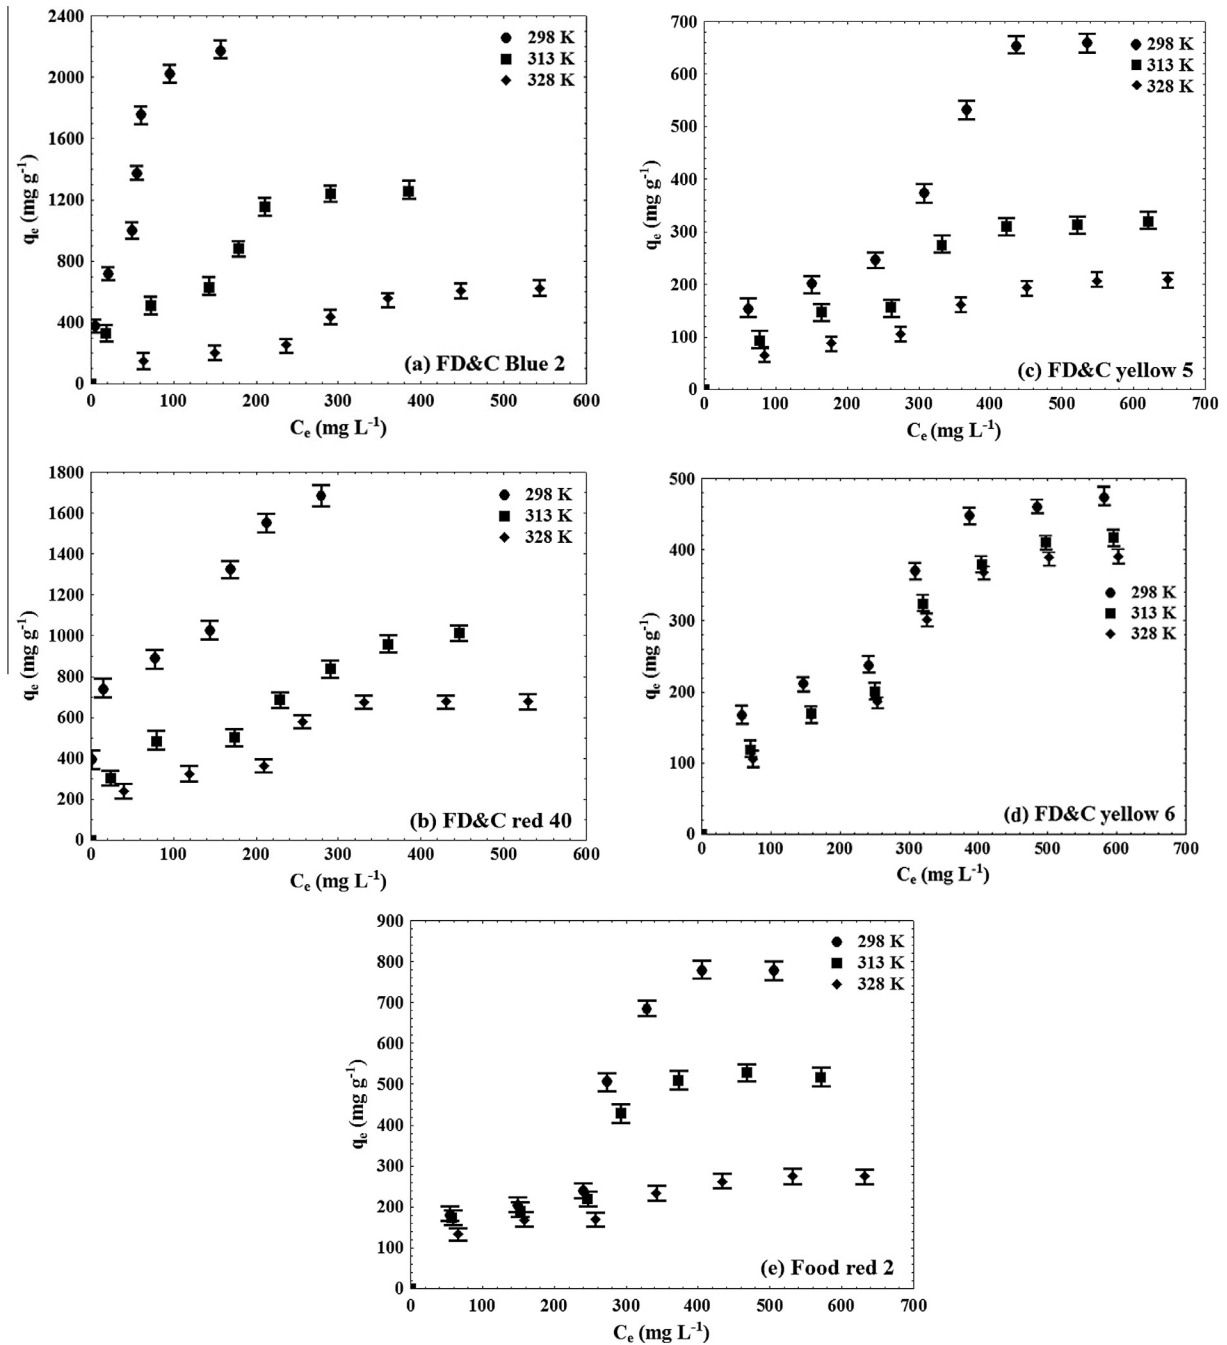 2400
2000
1600
1200
800
400
0
qe (mg g-1)
298 K
313 K
328 K
(a) FD&C Blue 2
0 100 200 300 400 500 600
Ce (mg L-1)
700
600
500
400
300
200
100
0
qe (mg g-1)
298 K
313 K
328 K
(c) FD&C yellow 5
0 100 200 300 400 500 600 700
Ce (mg L-1)
1800
1600
1400
1200
1000
800
600
400
200
0
qe (mg g-1)
298 K
313 K
328 K
(b) FD&C red 40
0 100 200 300 400 500 600
Ce (mg L-1)
500
400
300
200
100
0
qe (mg g-1)
298 K
313 K
328 K
(d) FD&C yellow 6
0 100 200 300 400 500 600 700
Ce (mg L-1)
900
800
700
600
500
400
300
200
100
0
qe (mg g-1)
298 K
313 K
328 K
(e) Food red 2
0 100 200 300 400 500 600 700
Ce (mg L-1)